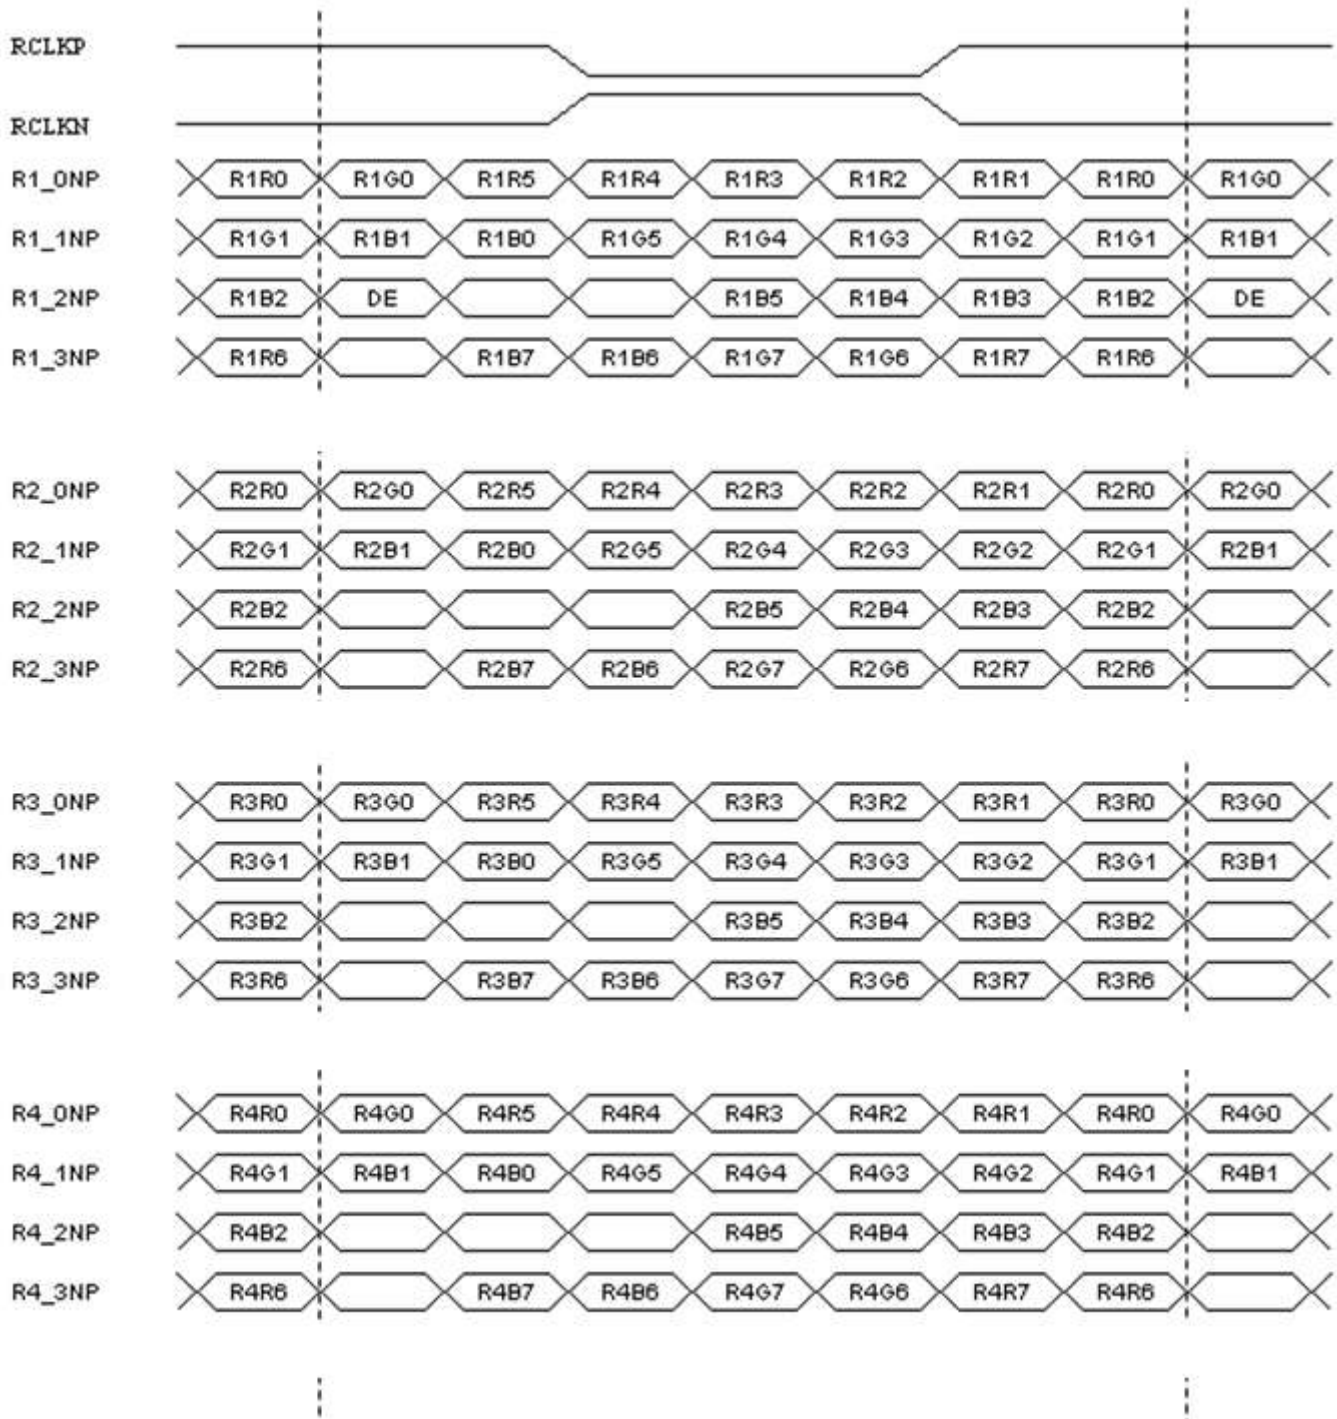 RCLKP
RCLKN
R1_0NP R1R0 R1G0 R1R5 R1R4 R1R3 R1R2 R1R1 R1R0 R1G0
R1_1NP R1G1 R1B1 R1B0 R1G5 R1G4 R1G3 R1G2 R1G1 R1B1
R1_2NP R1B2 DE R1B5 R1B4 R1B3 R1B2 DE
R1_3NP R1R6 R1B7 R1B6 R1G7 R1G6 R1R7 R1R6
R2_0NP R2R0 R2G0 R2R5 R2R4 R2R3 R2R2 R2R1 R2R0 R2G0
R2_1NP R2G1 R2B1 R2B0 R2G5 R2G4 R2G3 R2G2 R2G1 R2B1
R2_2NP R2B2 R2B5 R2B4 R2B3 R2B2
R2_3NP R2R6 R2B7 R2B6 R2G7 R2G6 R2R7 R2R6
R3_0NP R3R0 R3G0 R3R5 R3R4 R3R3 R3R2 R3R1 R3R0 R3G0
R3_1NP R3G1 R3B1 R3B0 R3G5 R3G4 R3G3 R3G2 R3G1 R3B1
R3_2NP R3B2 R3B5 R3B4 R3B3 R3B2
R3_3NP R3R6 R3B7 R3B6 R3G7 R3G6 R3R7 R3R6
R4_0NP R4R0 R4G0 R4R5 R4R4 R4R3 R4R2 R4R1 R4R0 R4G0
R4_1NP R4G1 R4B1 R4B0 R4G5 R4G4 R4G3 R4G2 R4G1 R4B1
R4_2NP R4B2 R4B5 R4B4 R4B3 R4B2
R4_3NP R4R6 R4B7 R4B6 R4G7 R4G6 R4R7 R4R6